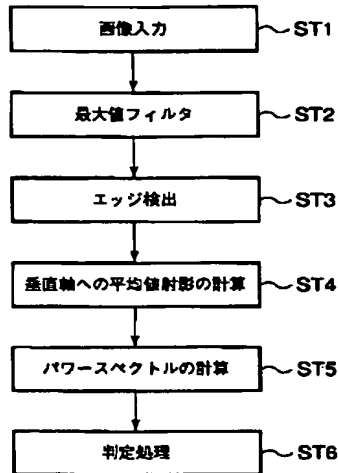 画像入力 ST1
最大値フィルタ ST2
エッジ検出 ST3
垂直軸への平均値射影の計算 ST4
パワースペクトルの計算 ST5
判定処理 ST6